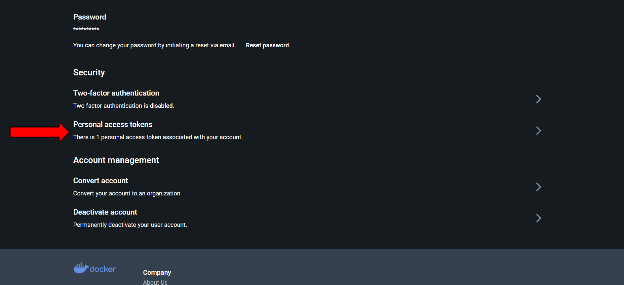 Password
*********
You can change your password by initiating a reset via email. Reset password
Security
Two-factor authentication
Two factor authentication is disabled.
Personal access tokens
There is 1 personal access token associated with your account.
Account management
Convert account
Convert your account to an organization.
Deactivate account
Permanently deactivate your user account.
docker
Company
About Us